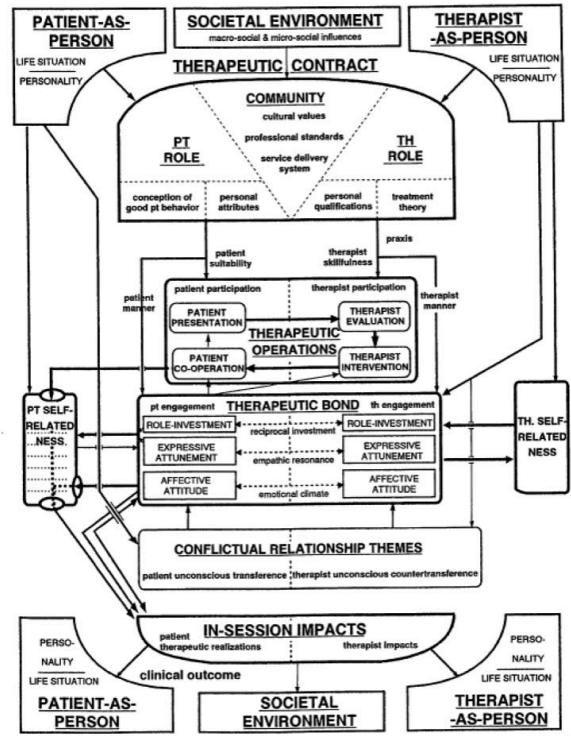 PATIENT-AS-
PERSON
LIFE SITUATION
PERSONALITY
SOCIETAL ENVIRONMENT
macro-social & micro-social influences
THERAPIST
-AS-PERSON
LIFE SITUATION
PERSONALITY
THERAPEUTIC CONTRACT
COMMUNITY
cultural values
professional standards
service delivery
system
PT
ROLE
TH
ROLE
conception of
good pt behavior
personal
attributes
personal
qualifications
treatment
theory
patient
suitability
therapist
skillfulness
praxis
patient
manner
therapist
manner
patient participation
therapist participation
PATIENT
PRESENTATION
THERAPIST
EVALUATION
THERAPEUTIC
OPERATIONS
PATIENT
CO-OPERATION
THERAPIST
INTERVENTION
PT SELF-
RELATED
NESS.
pt engagement
THERAPEUTIC BOND
th engagement
ROLE-INVESTMENT
reciprocal investment
ROLE-INVESTMENT
EXPRESSIVE
ATTUNEMENT
empathic resonance
EXPRESSIVE
ATTUNEMENT
AFFECTIVE
ATTITUDE
emotional climate
AFFECTIVE
ATTITUDE
TH. SELF-
RELATED
NESS
CONFLICTUAL RELATIONSHIP THEMES
patient unconscious transference
therapist unconscious countertransference
IN-SESSION IMPACTS
patient
therapeutic realizations
therapist impacts
PERSO-
NALITY
LIFE SITUATION
PATIENT-AS-
PERSON
clinical outcome
SOCIETAL
ENVIRONMENT
PERSO-
NALITY
LIFE SITUATION
THERAPIST
-AS-PERSON